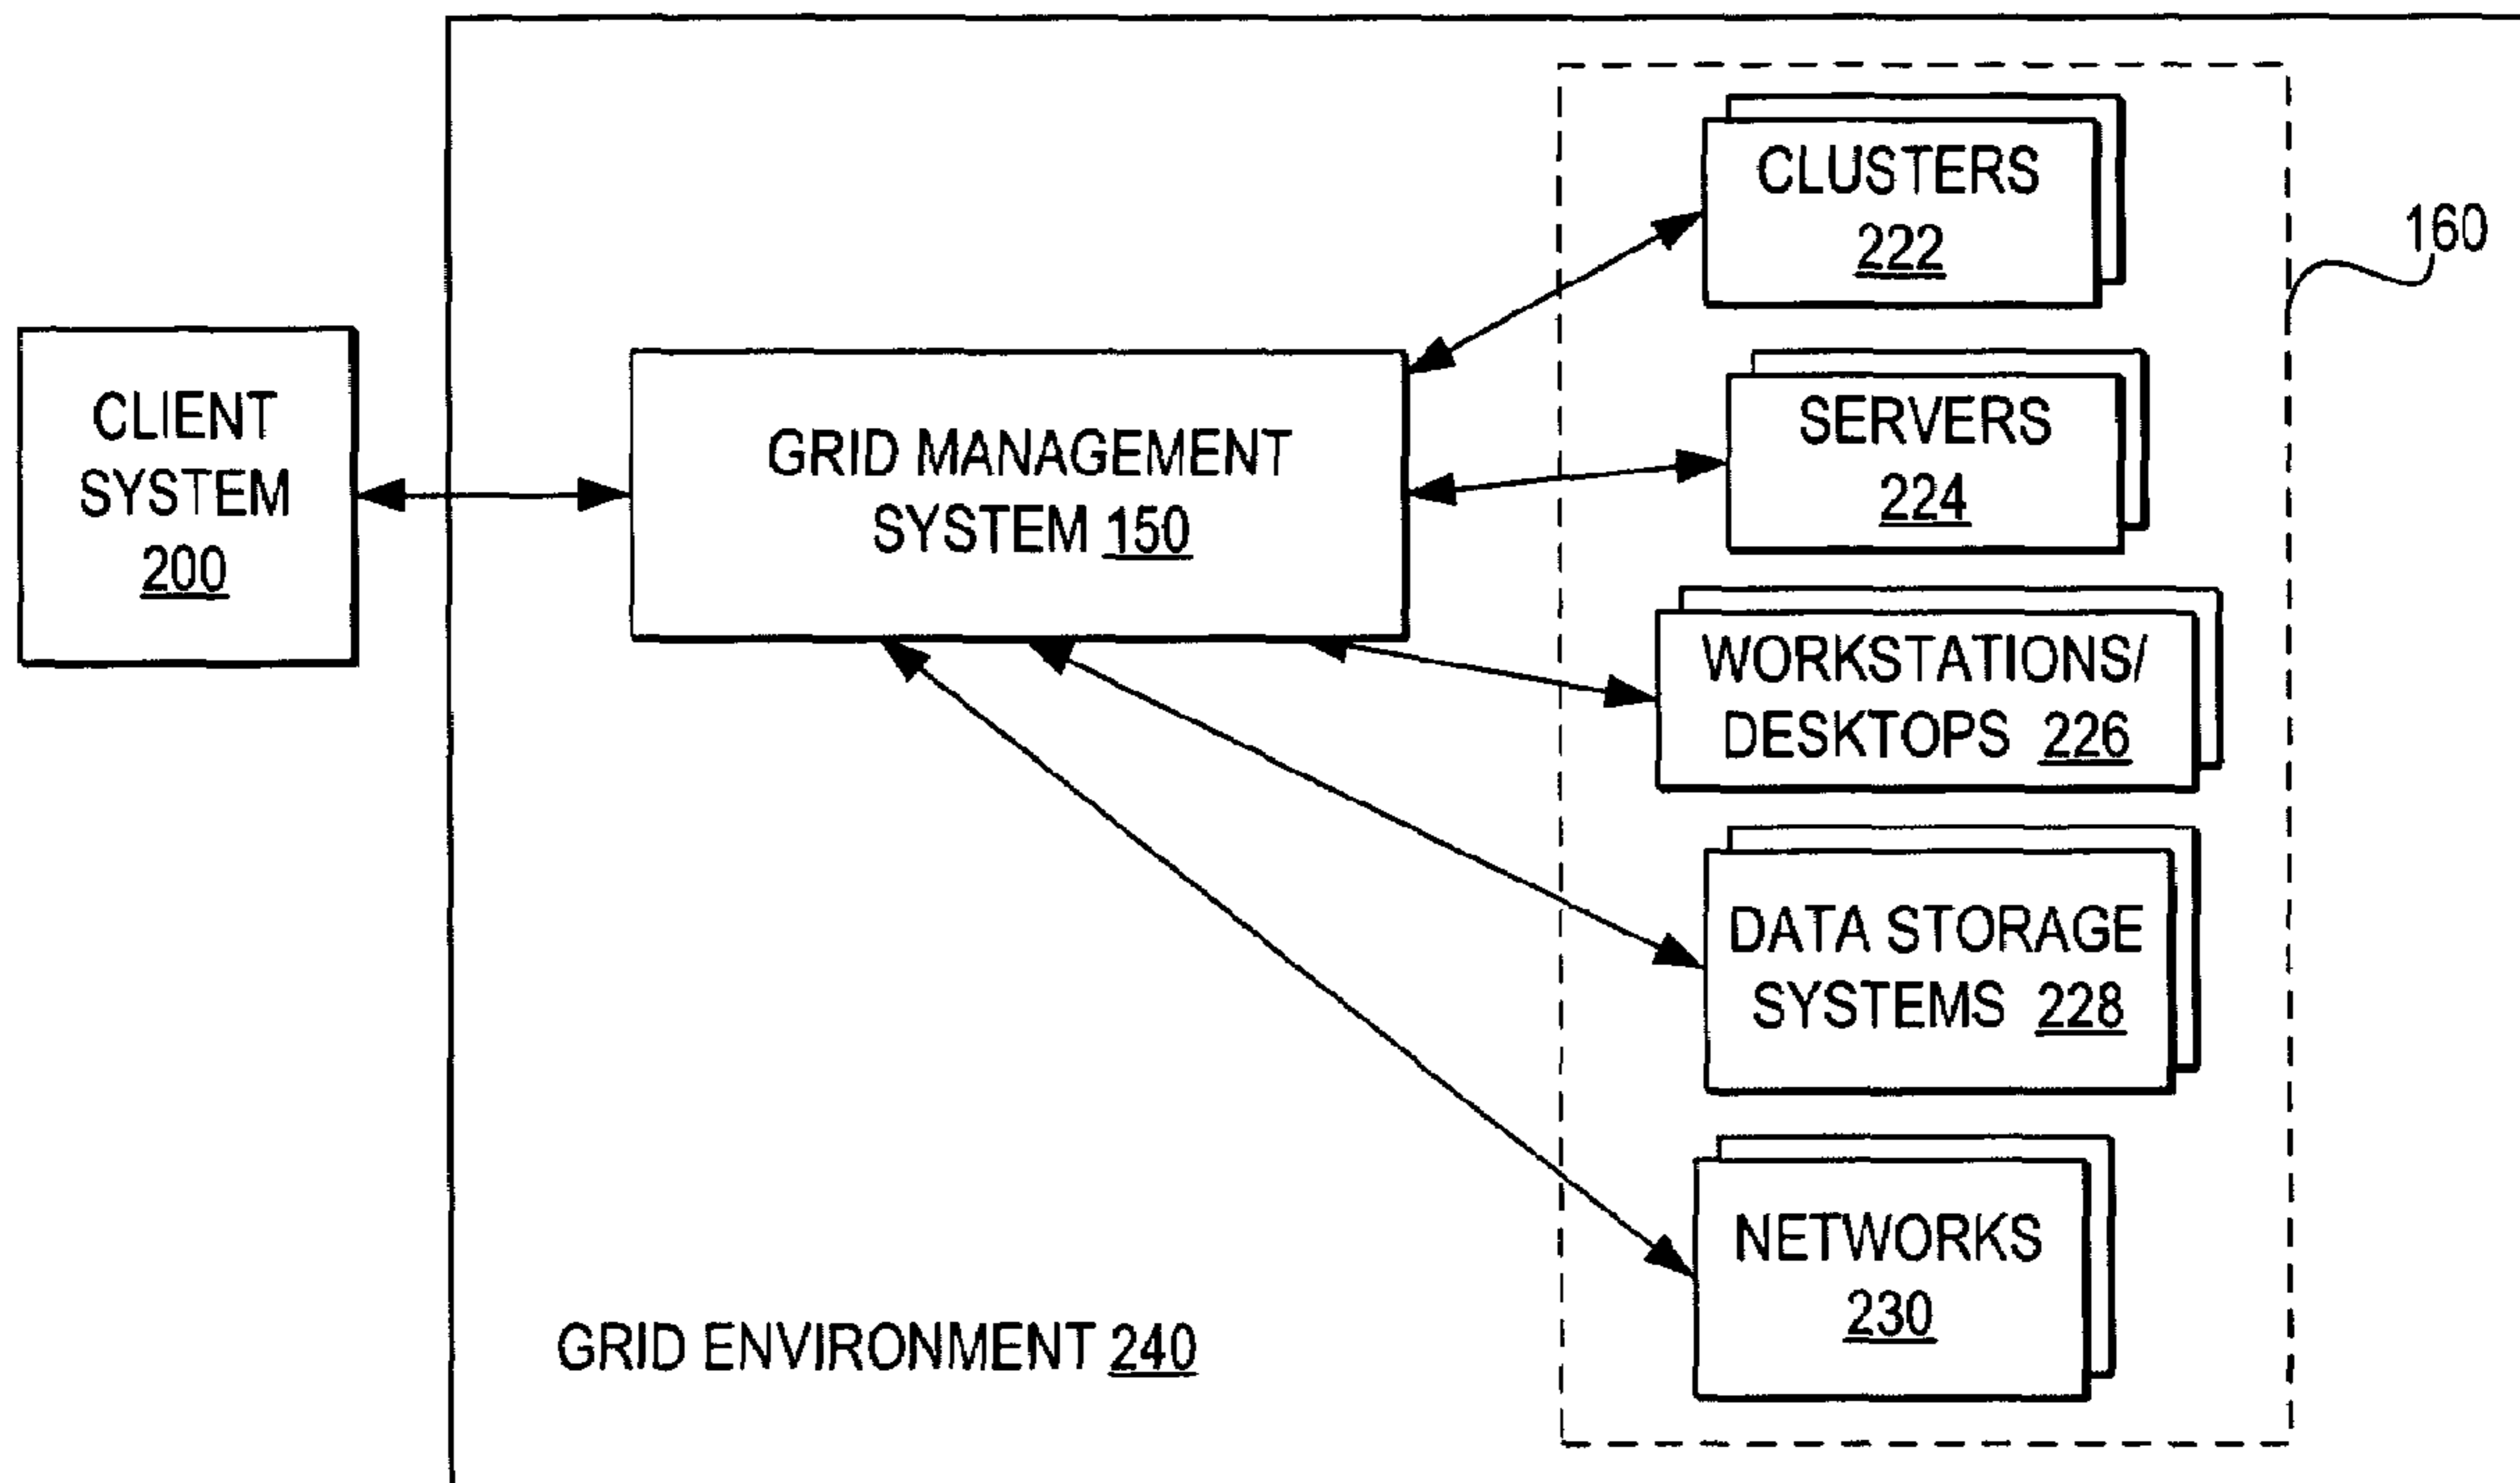 CLIENT
SYSTEM
200
GRID MANAGEMENT
SYSTEM 150
CLUSTERS
222
160
SERVERS
224
WORKSTATIONS/
DESKTOPS 226
DATA STORAGE
SYSTEMS 228
NETWORKS
230
GRID ENVIRONMENT 240